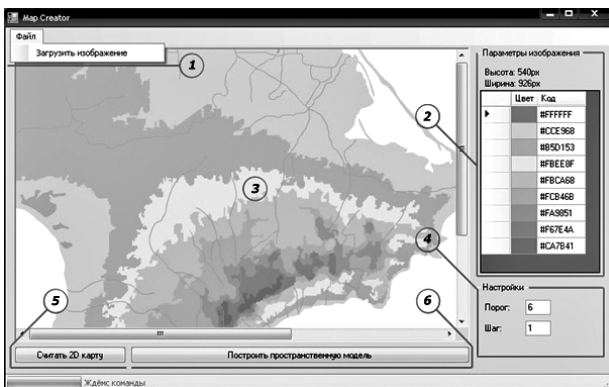 Map Creator
Файл
Загрузить изображение
1
2
3
4
5
6
Параметры изображения
Высота: 540px
Ширина: 926px
Цвет Код
#FFFFFF
#CCE968
#B5D153
#FBEE8F
#FBCA68
#FCB46B
#FA9851
#F67E4A
#CA7B41
Настройки
Порог: 6
Шаг: 1
Считать 2D карту
Построить пространственную модель
Ждёмс команды